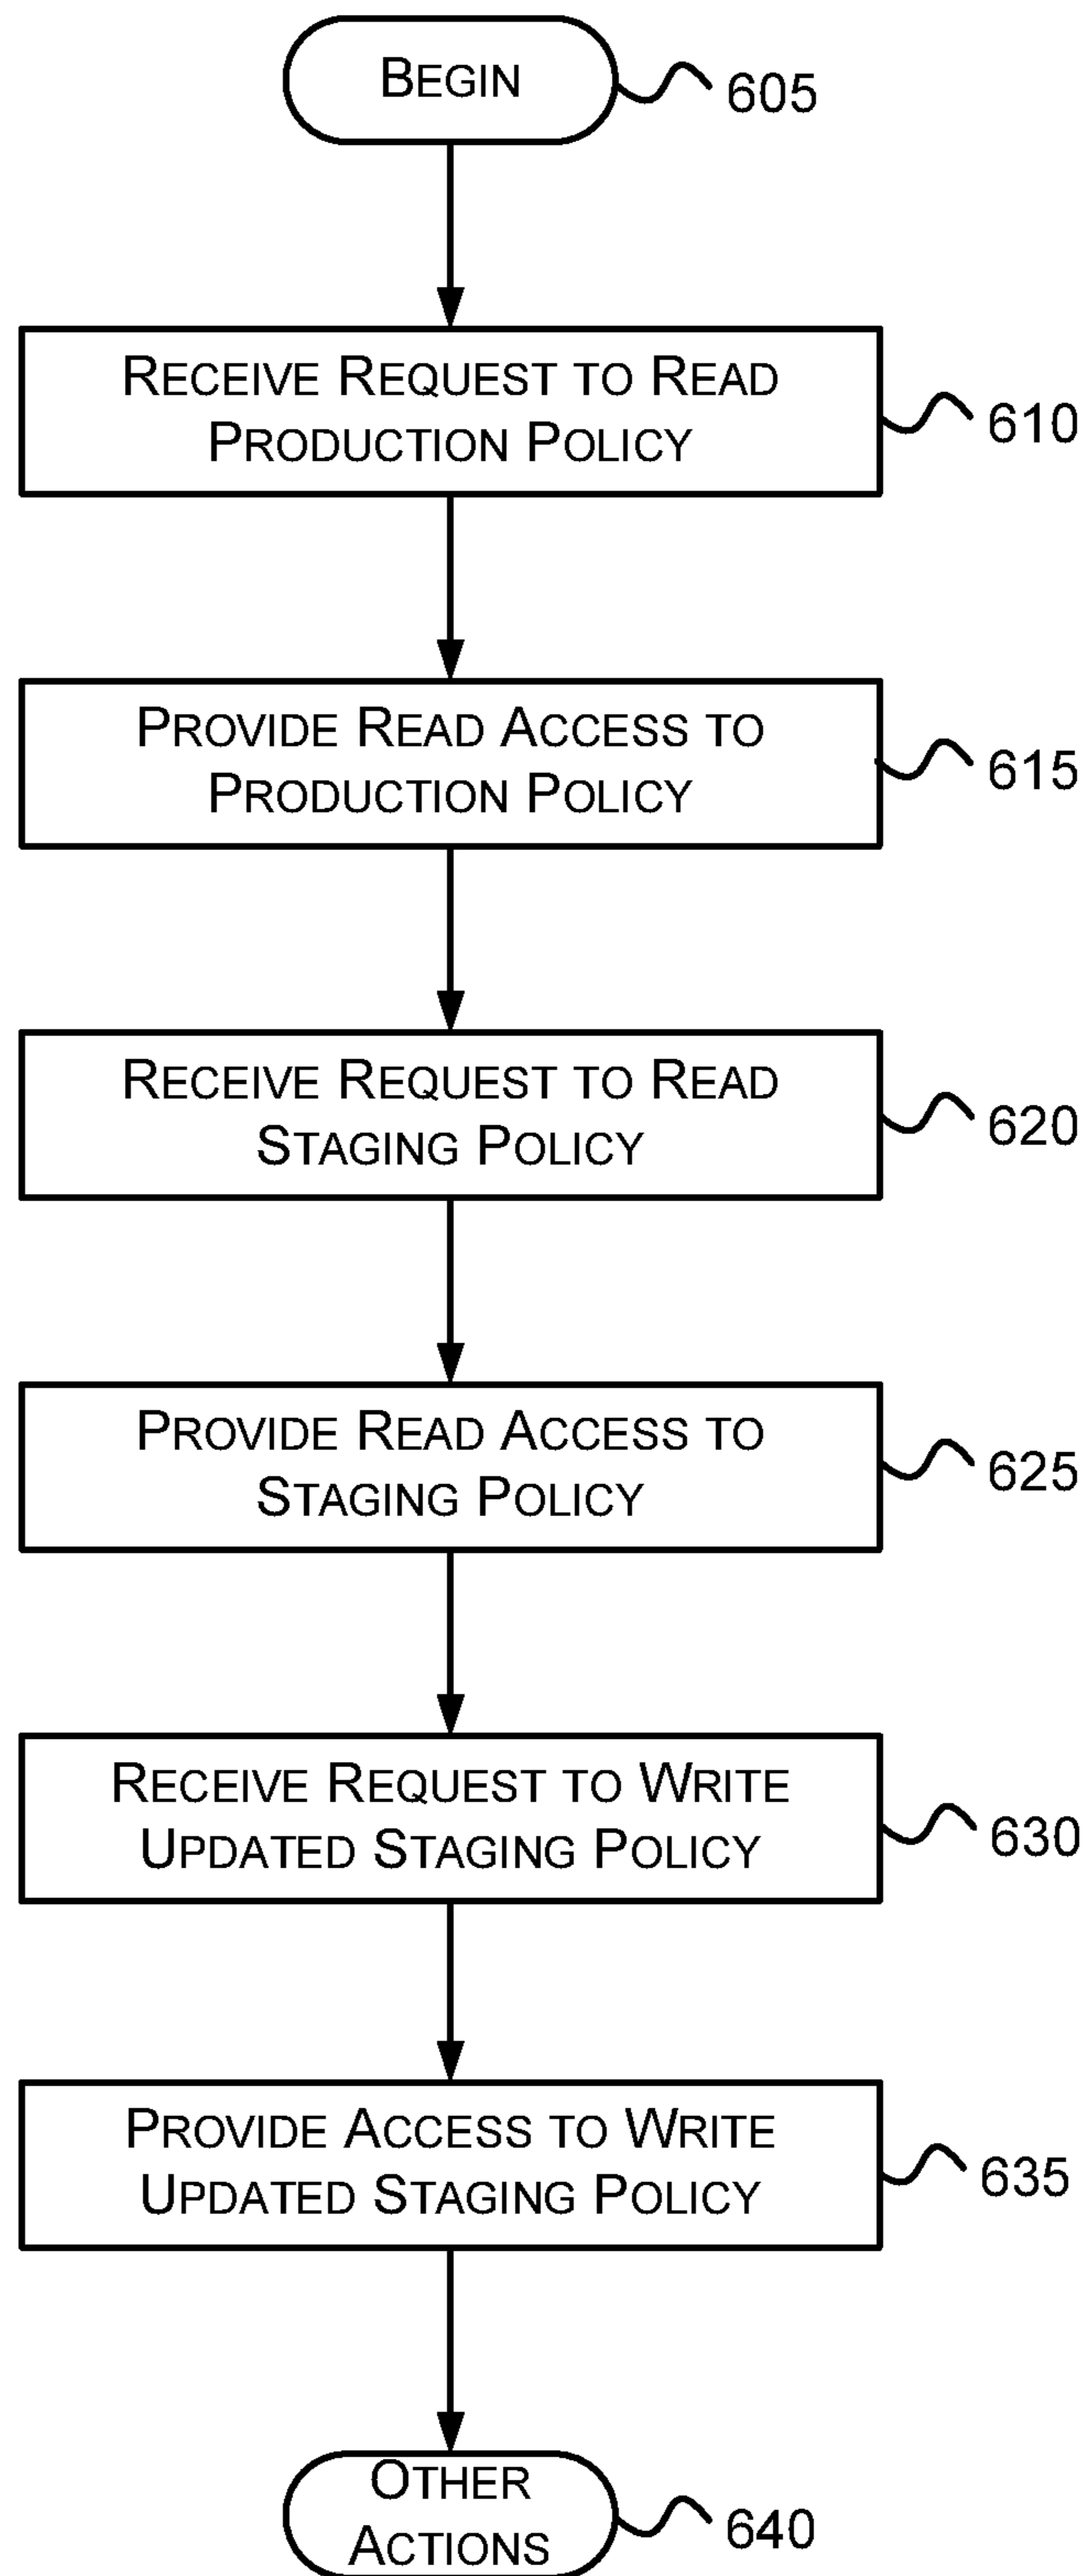 BEGIN
605
RECEIVE REQUEST TO READ
PRODUCTION POLICY
610
PROVIDE READ ACCESS TO
PRODUCTION POLICY
615
RECEIVE REQUEST TO READ
STAGING POLICY
620
PROVIDE READ ACCESS TO
STAGING POLICY
625
RECEIVE REQUEST TO WRITE
UPDATED STAGING POLICY
630
PROVIDE ACCESS TO WRITE
UPDATED STAGING POLICY
635
OTHER
ACTIONS
640